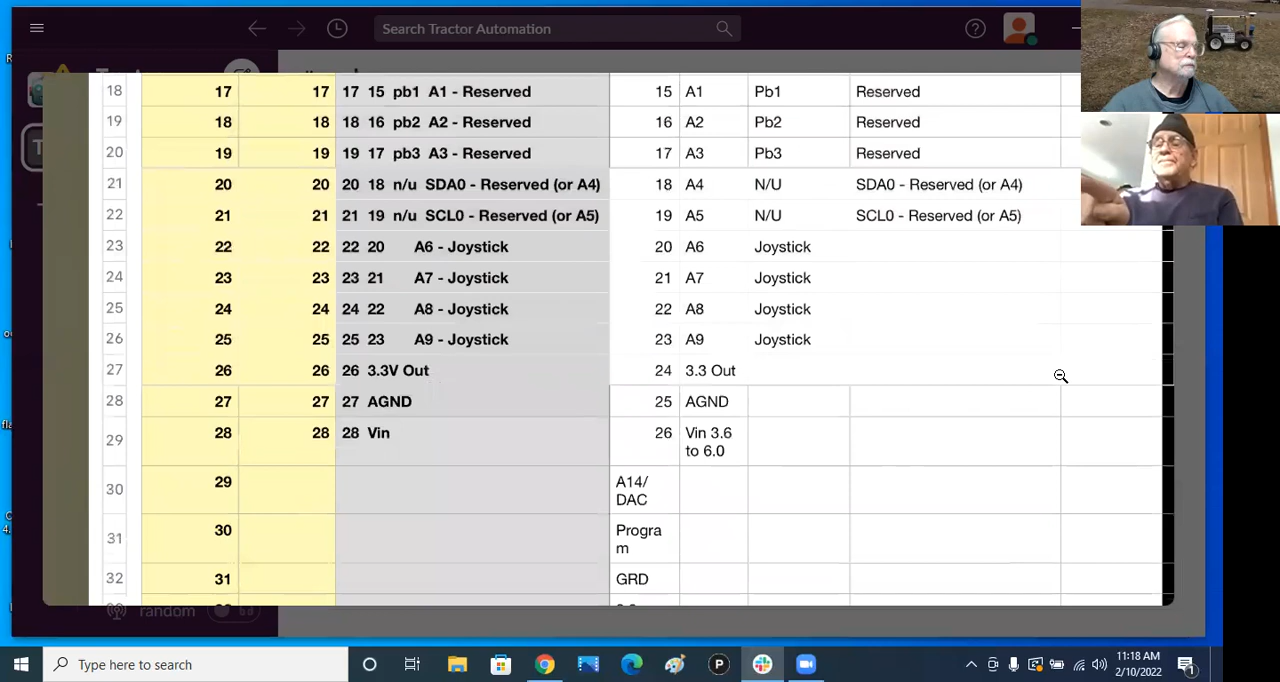 Search Tractor Automation
18 17 17 17 15 pb1 A1 - Reserved 15 A1 Pb1 Reserved
19 18 18 18 16 pb2 A2 - Reserved 16 A2 Pb2 Reserved
20 19 19 19 17 pb3 A3 - Reserved 17 A3 Pb3 Reserved
21 20 20 20 18 n/u SDA0 - Reserved (or A4) 18 A4 N/U SDA0 - Reserved (or A4)
22 21 21 21 19 n/u SCL0 - Reserved (or A5) 19 A5 N/U SCL0 - Reserved (or A5)
23 22 22 22 20 A6 - Joystick 20 A6 Joystick
24 23 23 23 21 A7 - Joystick 21 A7 Joystick
25 24 24 24 22 A8 - Joystick 22 A8 Joystick
26 25 25 25 23 A9 - Joystick 23 A9 Joystick
27 26 26 26 3.3V Out 24 3.3 Out
28 27 27 27 AGND 25 AGND
29 28 28 28 Vin 26 Vin 3.6
to 6.0
30 29 A14/
DAC
31 30 Progra
m
32 31 GRD
random
Type here to search
11:18 AM
2/10/2022